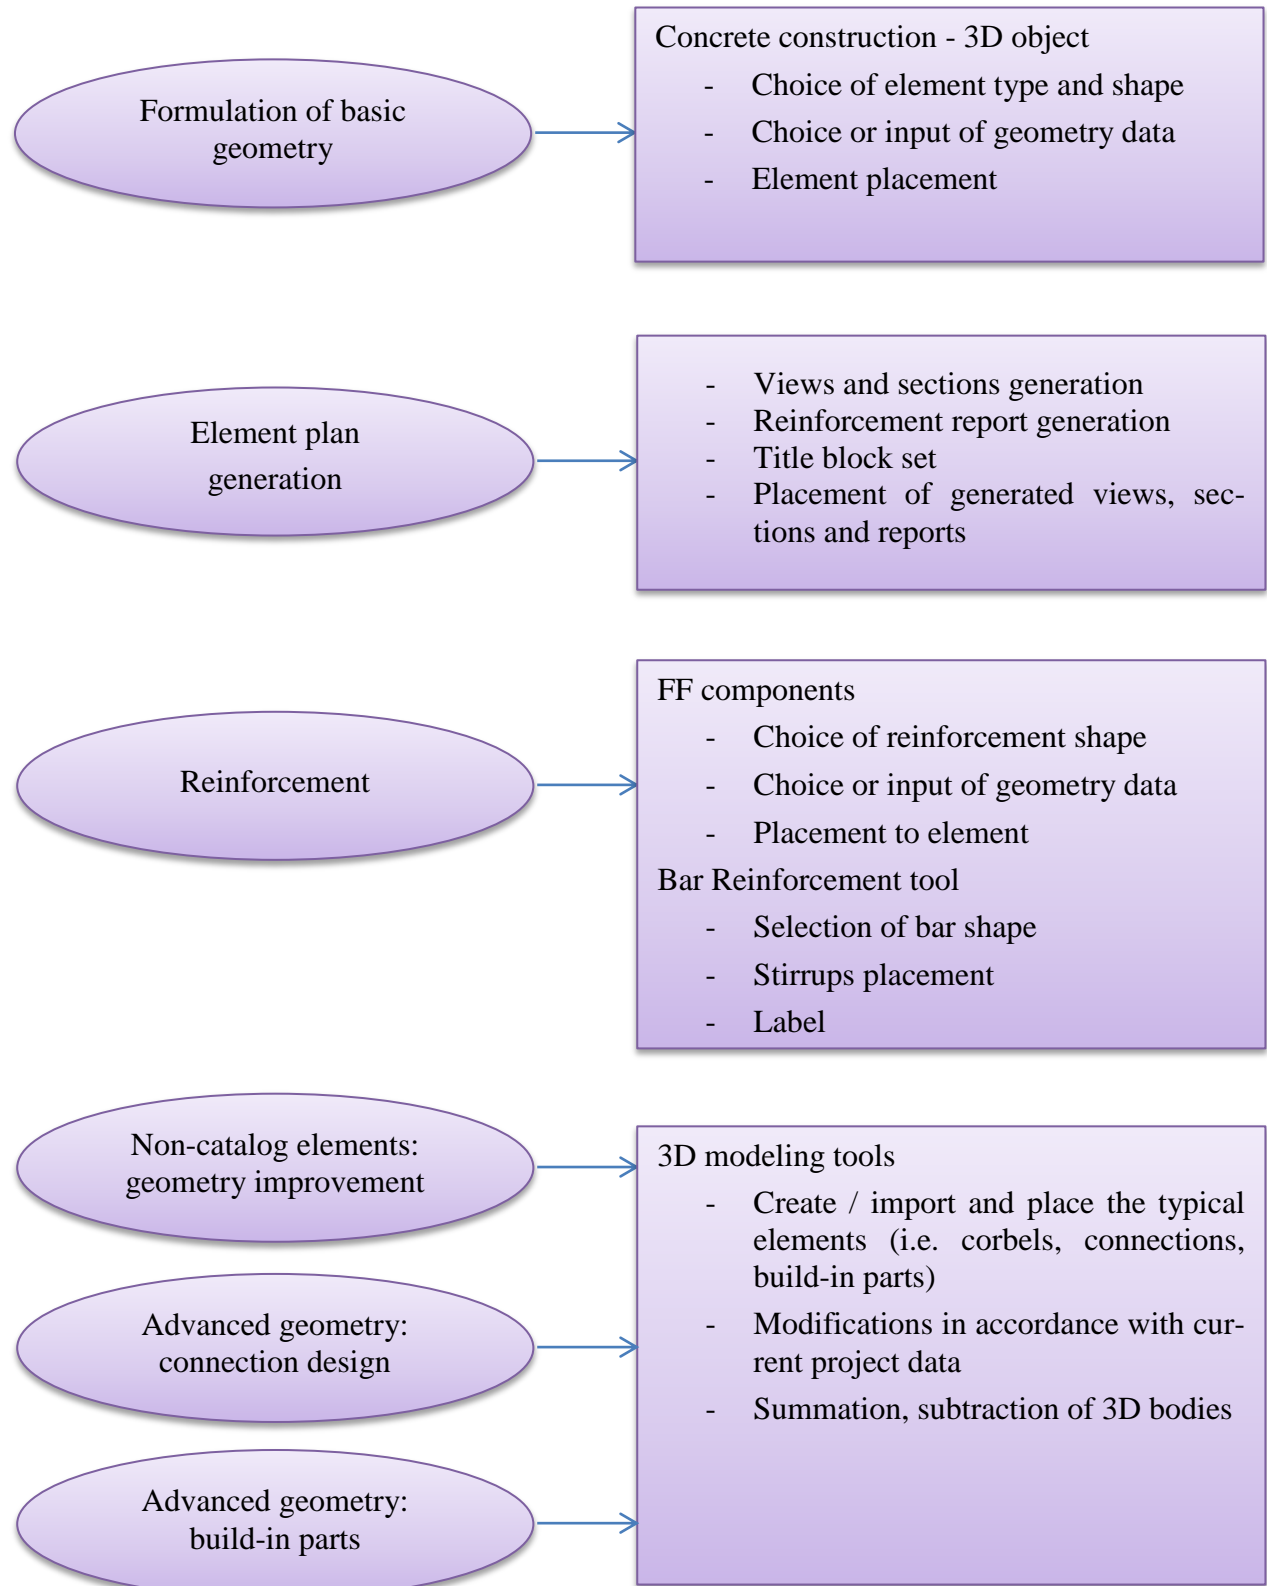 Formulation of basic
geometry
Concrete construction - 3D object
- Choice of element type and shape
- Choice or input of geometry data
- Element placement
Element plan
generation
- Views and sections generation
- Reinforcement report generation
- Title block set
- Placement of generated views, sec-
tions and reports
Reinforcement
FF components
- Choice of reinforcement shape
- Choice or input of geometry data
- Placement to element
Bar Reinforcement tool
- Selection of bar shape
- Stirrups placement
- Label
Non-catalog elements:
geometry improvement
Advanced geometry:
connection design
Advanced geometry:
build-in parts
3D modeling tools
- Create / import and place the typical
elements (i.e. corbels, connections,
build-in parts)
- Modifications in accordance with cur-
rent project data
- Summation, subtraction of 3D bodies